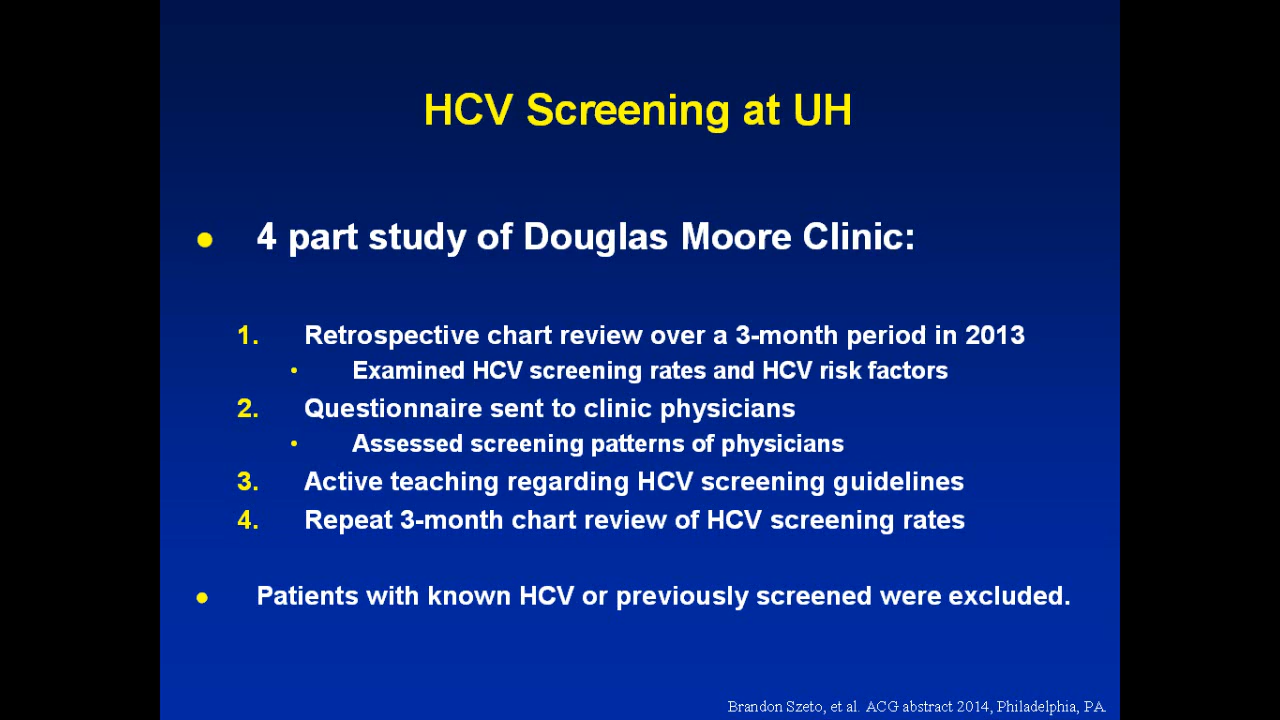 HCV Screening at UH
• 4 part study of Douglas Moore Clinic:
1. Retrospective chart review over a 3-month period in 2013
• Examined HCV screening rates and HCV risk factors
2. Questionnaire sent to clinic physicians
• Assessed screening patterns of physicians
3. Active teaching regarding HCV screening guidelines
4. Repeat 3-month chart review of HCV screening rates
• Patients with known HCV or previously screened were excluded.
Brandon Szeto, et al. ACG abstract 2014, Philadelphia, PA.